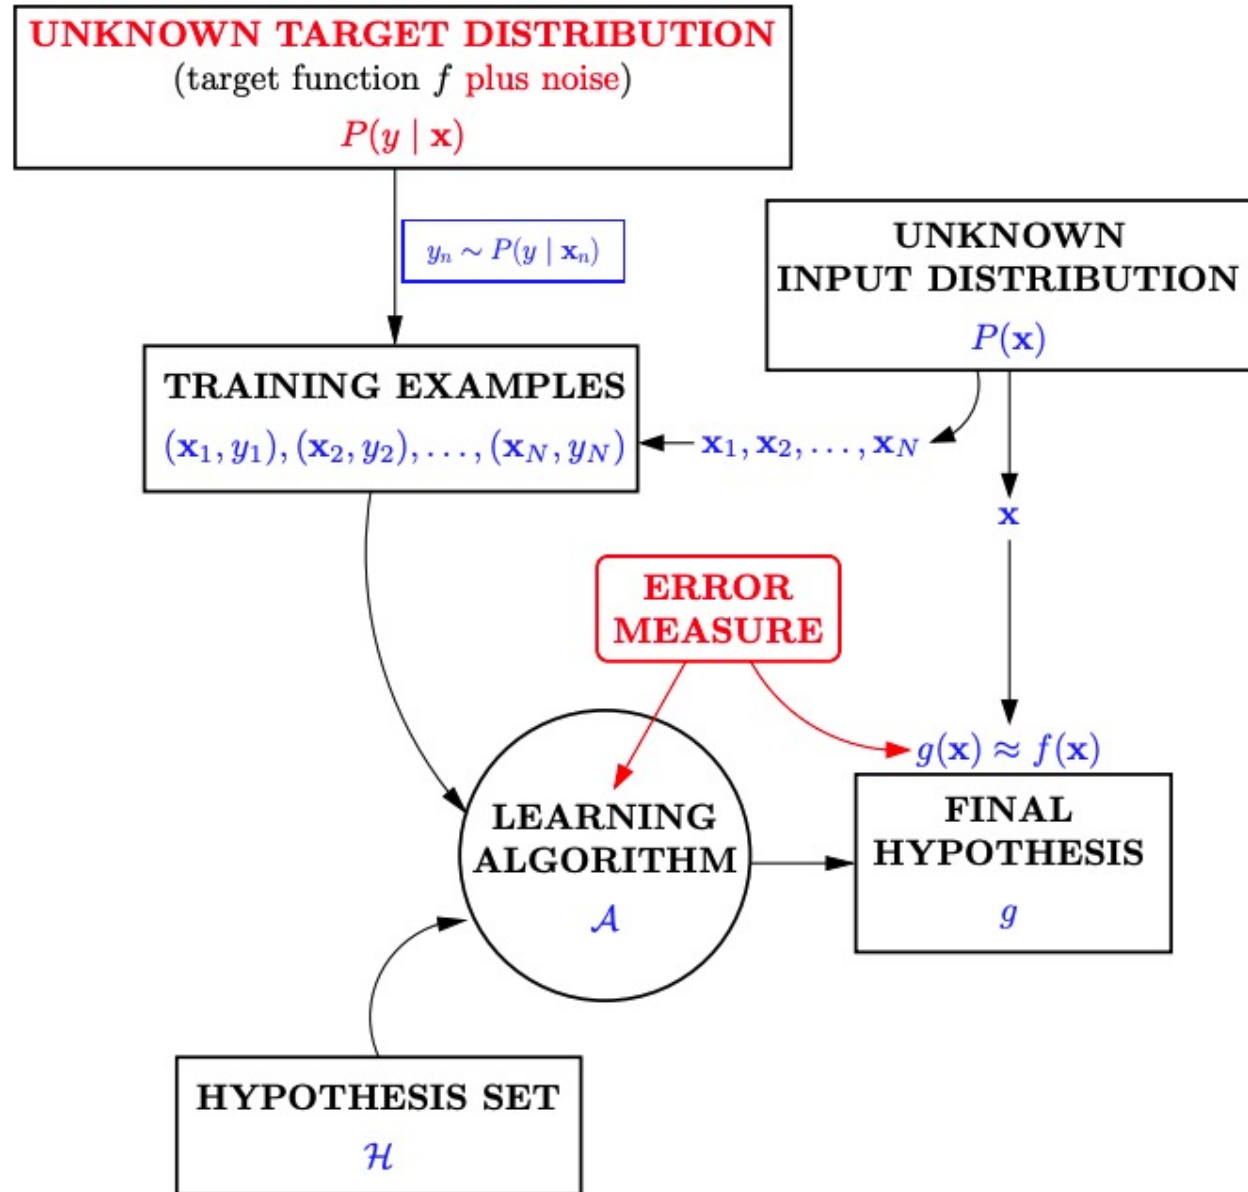 UNKNOWN TARGET DISTRIBUTION
(target function f plus noise)
P(y | x)
yₙ ∼ P(y | xₙ)
UNKNOWN
INPUT DISTRIBUTION
P(x)
TRAINING EXAMPLES
(x₁, y₁), (x₂, y₂), . . . , (x_N, y_N)
x₁, x₂, . . . , x_N
x
ERROR
MEASURE
g(x) ≈ f(x)
LEARNING
ALGORITHM
𝒜
FINAL
HYPOTHESIS
g
HYPOTHESIS SET
ℋ